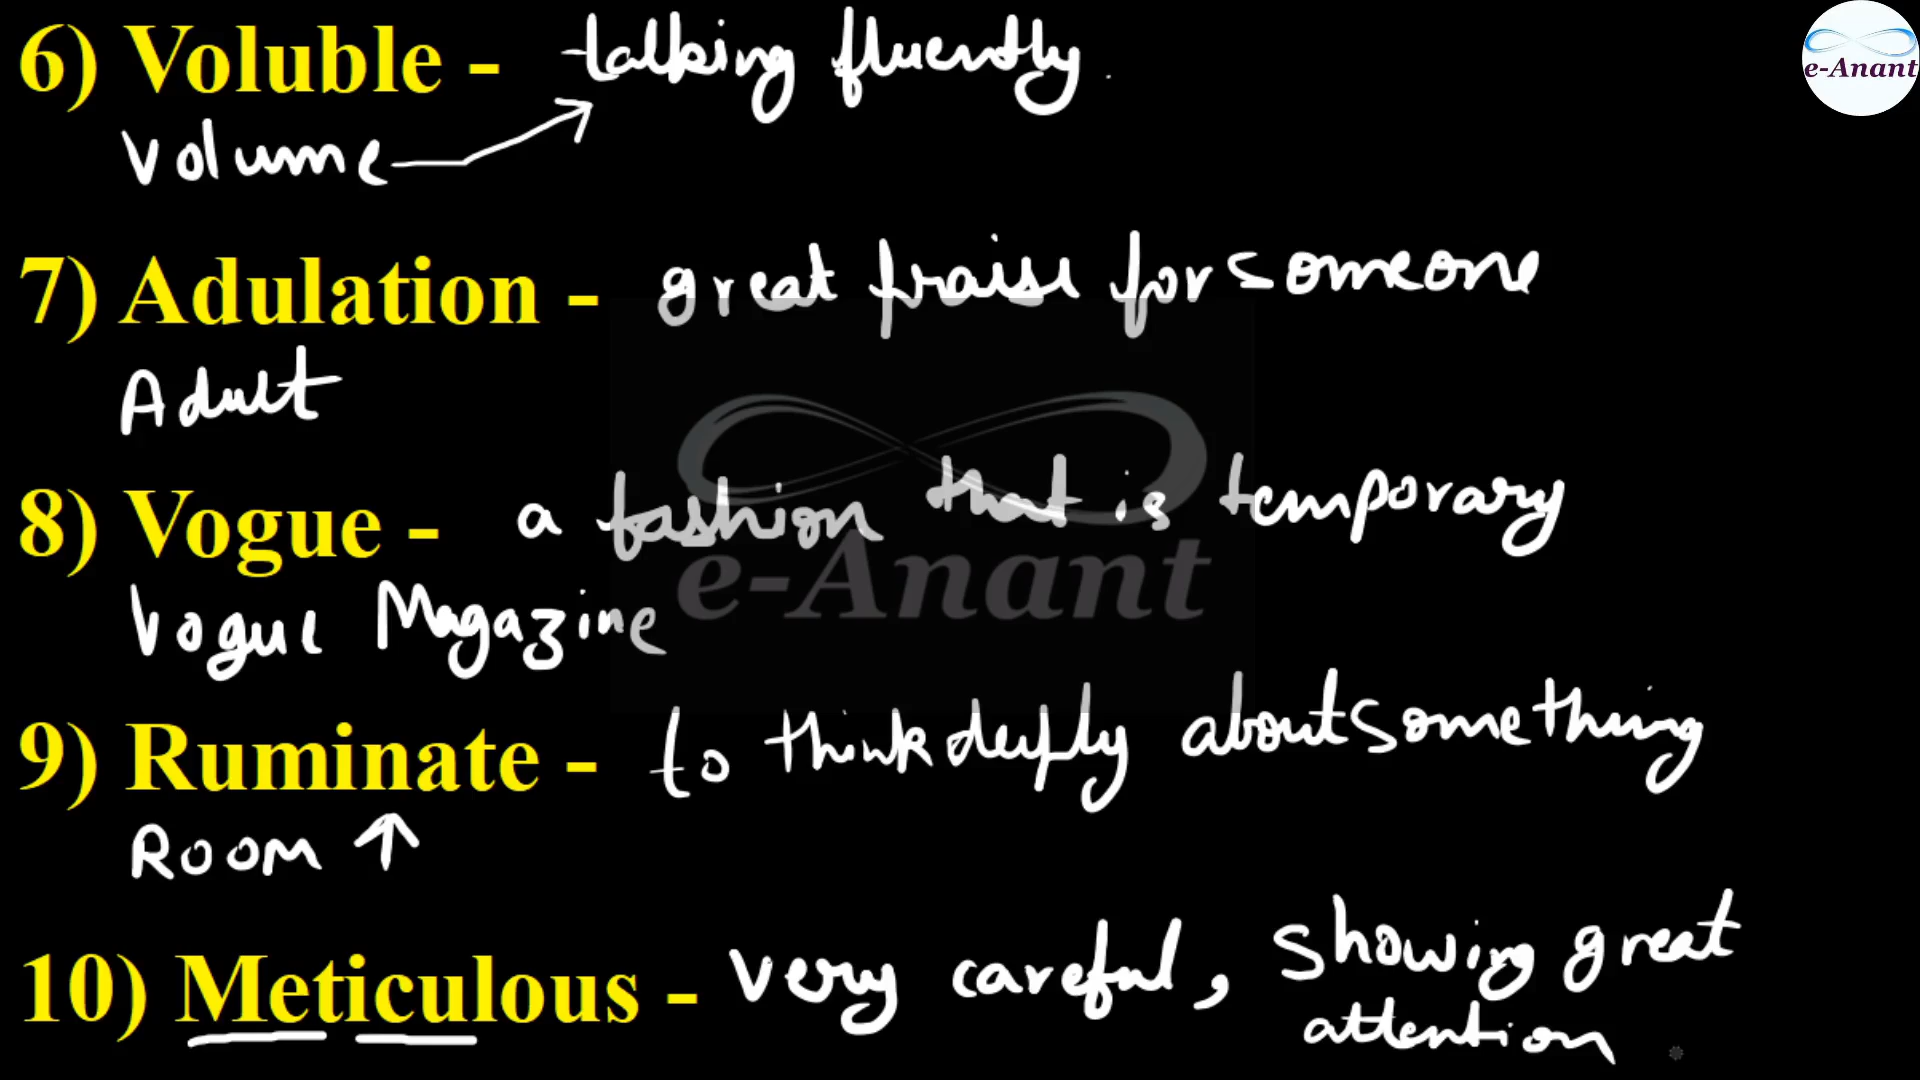 6) Voluble - talking fluently.
e-Anant
Volume
7) Adulation - great praise for someone
Adult
8) Vogue - a fashion that is temporary
e-Anant
Vogue Magazine
9) Ruminate - to think deeply about something
Room ↑
10) Meticulous - very careful, showing great
attention